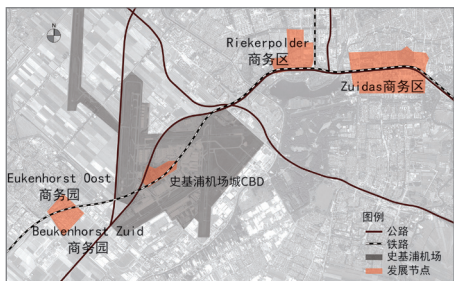 N
Riekerpolder
商务区
Zuidas商务区
Eukenhorst Oost
商务园
史基浦机场城CBD
Beukenhorst Zuid
商务园
图例
公路
铁路
史基浦机场
发展节点